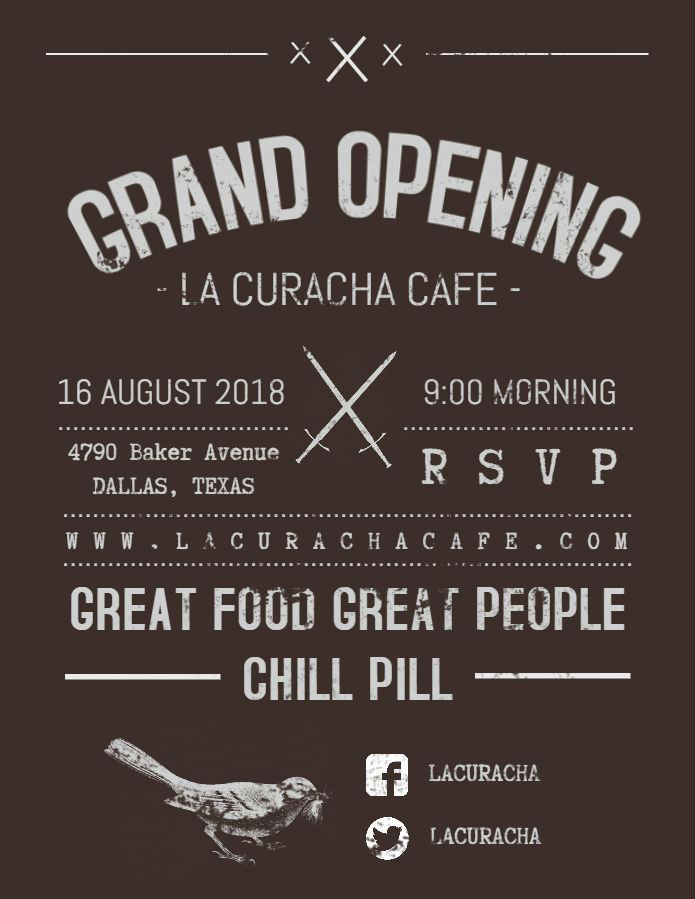 GRAND OPENING
- LA CURACHA CAFE -
16 AUGUST 2018
9:00 MORNING
4790 Baker Avenue
DALLAS, TEXAS
R S V P
WWW.LACURACHACAFE.COM
GREAT FOOD GREAT PEOPLE
CHILL PILL
LACURACHA
LACURACHA